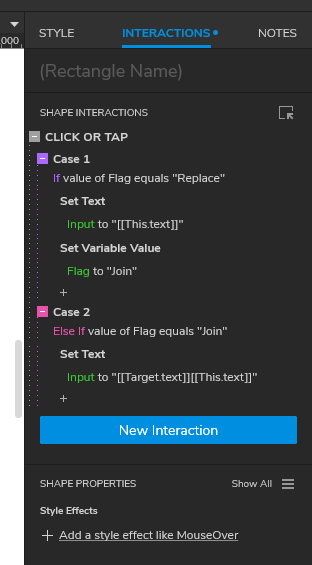 STYLE
INTERACTIONS
NOTES
000
(Rectangle Name)
SHAPE INTERACTIONS
CLICK OR TAP
Case 1
If value of Flag equals "Replace"
Set Text
Input to "[[This.text]]"
Set Variable Value
Flag to "Join"
+
Case 2
Else If value of Flag equals "Join"
Set Text
Input to "[[Target.text]][[This.text]]"
+
New Interaction
SHAPE PROPERTIES
Show All
Style Effects
+ Add a style effect like MouseOver